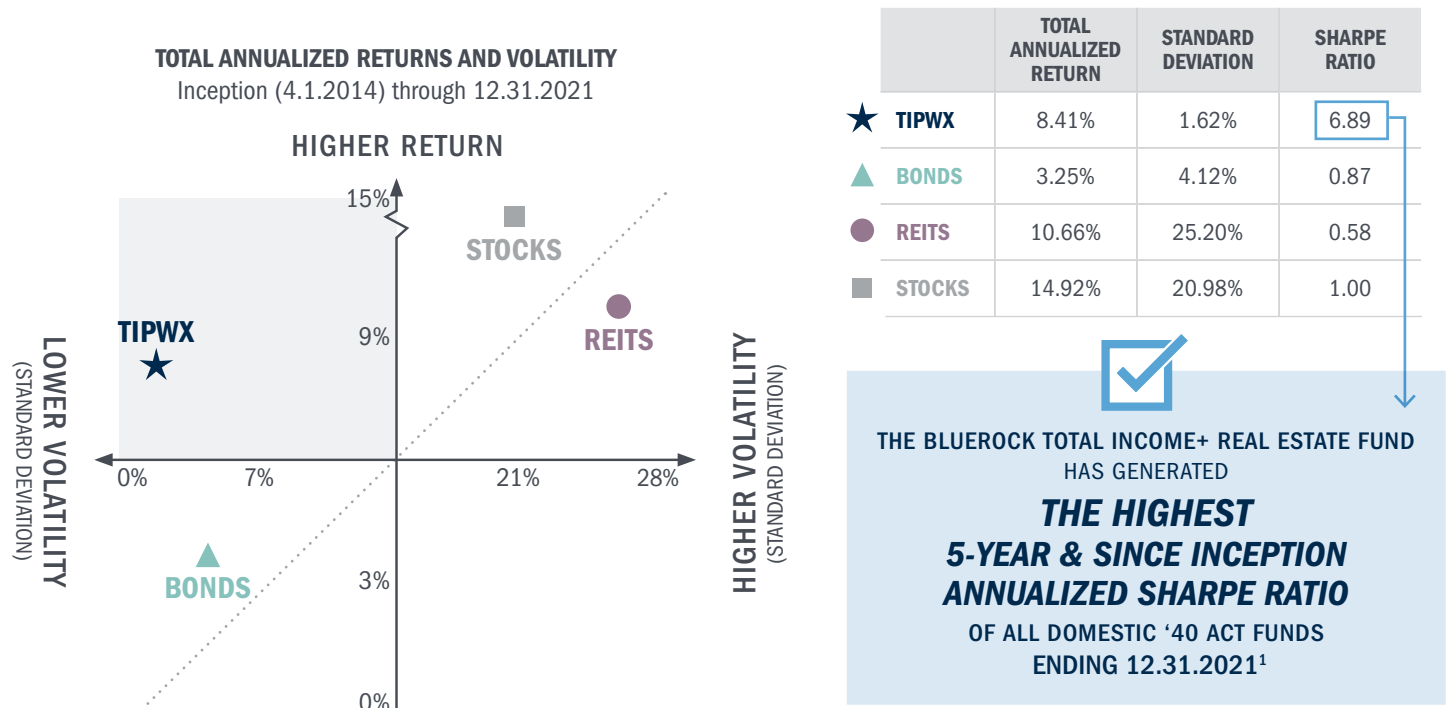 TOTAL ANNUALIZED RETURNS AND VOLATILITY
Inception (4.1.2014) through 12.31.2021
HIGHER RETURN
15%
STOCKS
TIPWX
9%
REITS
LOWER VOLATILITY
(STANDARD DEVIATION)
HIGHER VOLATILITY
(STANDARD DEVIATION)
0% 7% 21% 28%
BONDS
3%
0%
TOTAL ANNUALIZED RETURN STANDARD DEVIATION SHARPE RATIO
TIPWX 8.41% 1.62% 6.89
BONDS 3.25% 4.12% 0.87
REITS 10.66% 25.20% 0.58
STOCKS 14.92% 20.98% 1.00
THE BLUEROCK TOTAL INCOME+ REAL ESTATE FUND
HAS GENERATED
THE HIGHEST
5-YEAR & SINCE INCEPTION
ANNUALIZED SHARPE RATIO
OF ALL DOMESTIC ‘40 ACT FUNDS
ENDING 12.31.2021¹